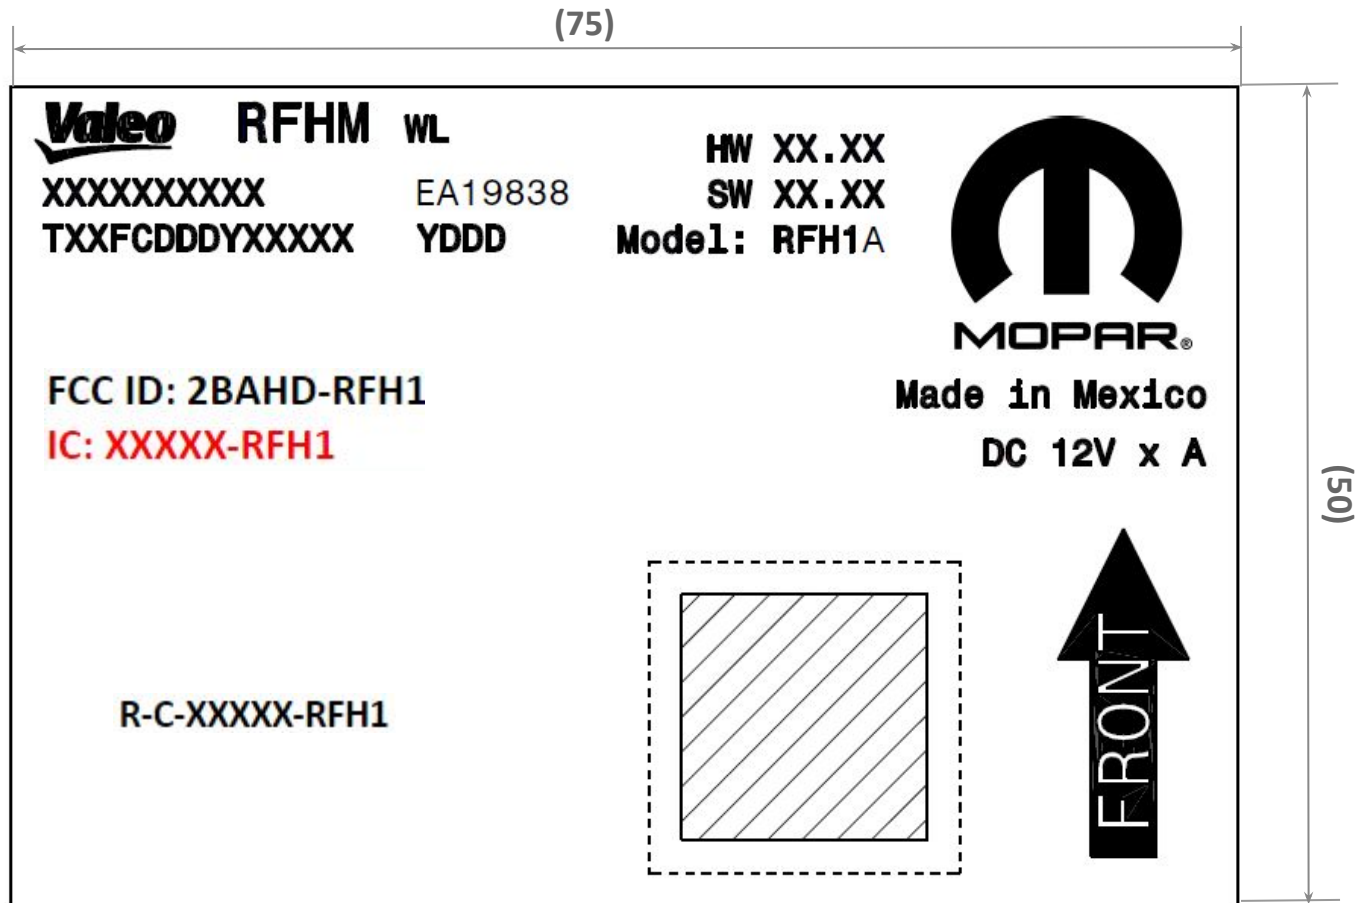 (75)
Valeo RFHM WL
HW XX.XX
XXXXXXXXXX EA19838 SW XX.XX
TXXFCDDDYXXXXX YDDD Model: RFH1A
MOPAR®
FCC ID: 2BAHD-RFH1
Made in Mexico
IC: XXXXX-RFH1
DC 12V x A
(50)
FRONT
R-C-XXXXX-RFH1